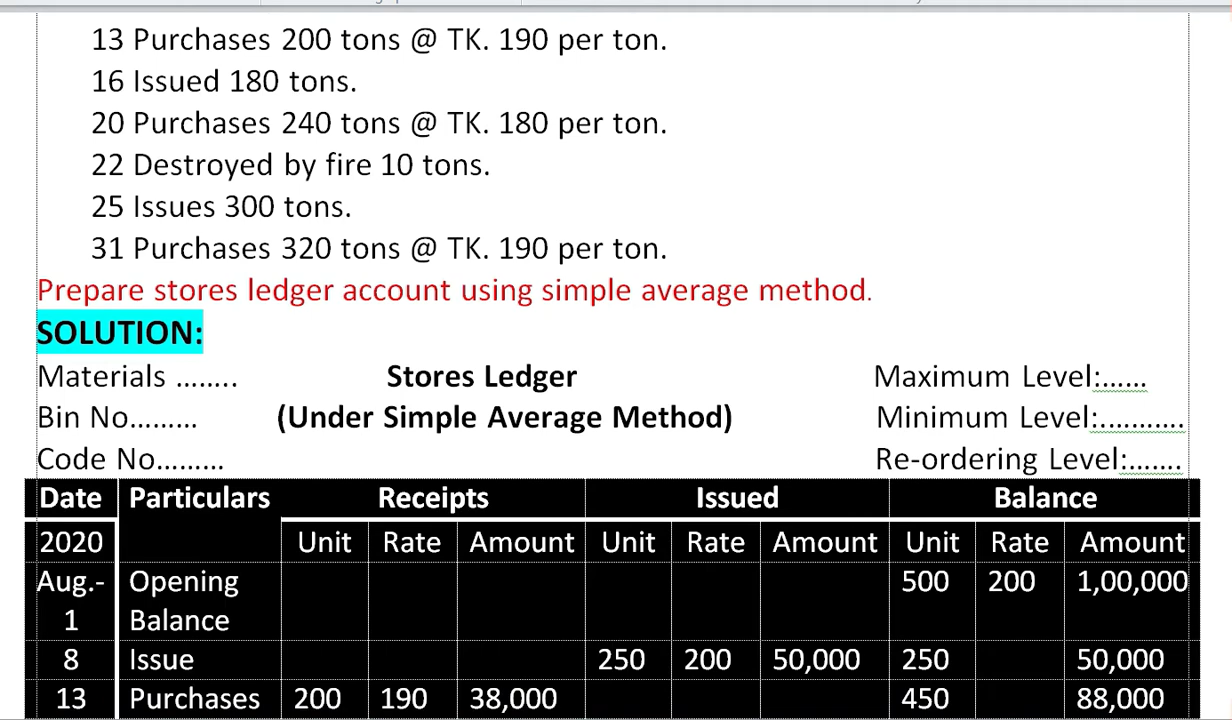 13 Purchases 200 tons @ TK. 190 per ton.
16 Issued 180 tons.
20 Purchases 240 tons @ TK. 180 per ton.
22 Destroyed by fire 10 tons.
25 Issues 300 tons.
31 Purchases 320 tons @ TK. 190 per ton.
Prepare stores ledger account using simple average method.
SOLUTION:
Materials ........ Stores Ledger Maximum Level:......
Bin No......... (Under Simple Average Method) Minimum Level:...........
Code No......... Re-ordering Level:.......
Date Particulars Receipts Issued Balance
2020 Unit Rate Amount Unit Rate Amount Unit Rate Amount
Aug.- Opening 500 200 1,00,000
1 Balance
8 Issue 250 200 50,000 250 50,000
13 Purchases 200 190 38,000 450 88,000